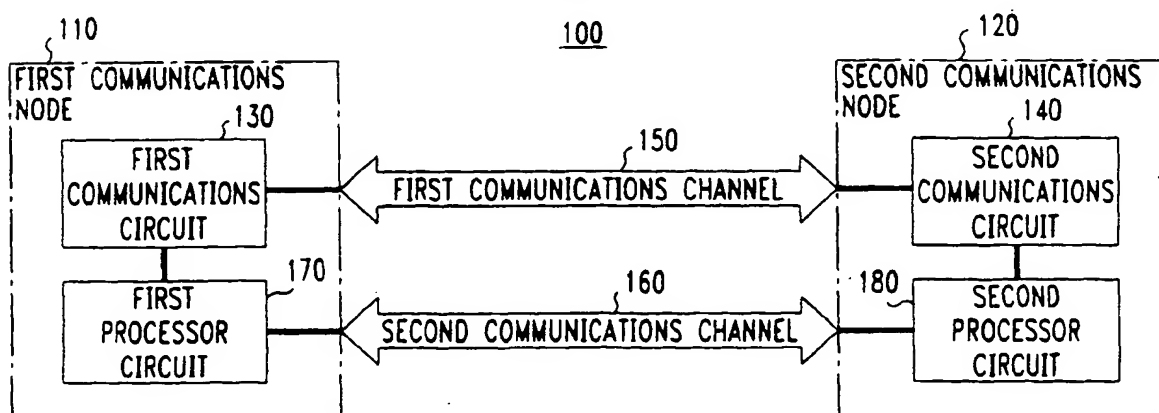 110
100
120
FIRST COMMUNICATIONS
NODE
SECOND COMMUNICATIONS
NODE
130
FIRST
COMMUNICATIONS
CIRCUIT
150
FIRST COMMUNICATIONS CHANNEL
140
SECOND
COMMUNICATIONS
CIRCUIT
170
FIRST
PROCESSOR
CIRCUIT
160
SECOND COMMUNICATIONS CHANNEL
180
SECOND
PROCESSOR
CIRCUIT